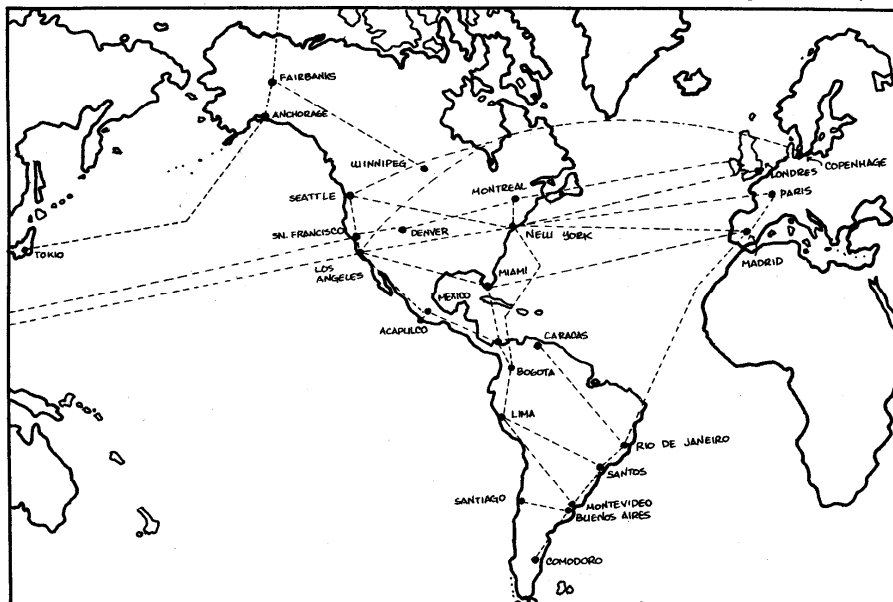 FAIRBANKS
ANCHORAGE
WINNIPEG
LONDRES COPENHAGE
MONTREAL
SEATTLE
PARIS
SN. FRANCISCO
DENVER
NEW YORK
TOKIO
MADRID
LOS
ANGELES
MIAMI
MEXICO
ACAPULCO
CARACAS
BOGOTA
LIMA
RIO DE JANEIRO
SANTOS
SANTIAGO
MONTEVIDEO
BUENOS AIRES
COMODORO